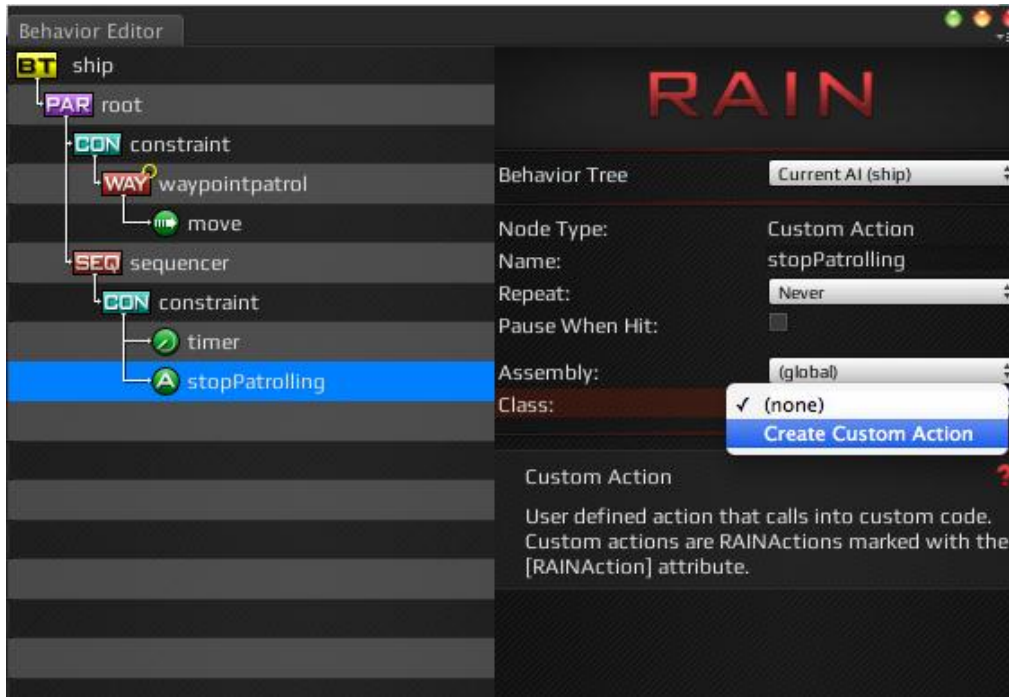 Behavior Editor
BT ship
PAR root
CON constraint
WAY waypointpatrol
move
SEQ sequencer
CON constraint
timer
A stopPatrolling
RAIN
Behavior Tree Current AI (ship)
Node Type: Custom Action
Name: stopPatrolling
Repeat: Never
Pause When Hit:
Assembly: (global)
Class: ✓ (none)
Create Custom Action
Custom Action ?
User defined action that calls into custom code.
Custom actions are RAINActions marked with the
[RAINAction] attribute.